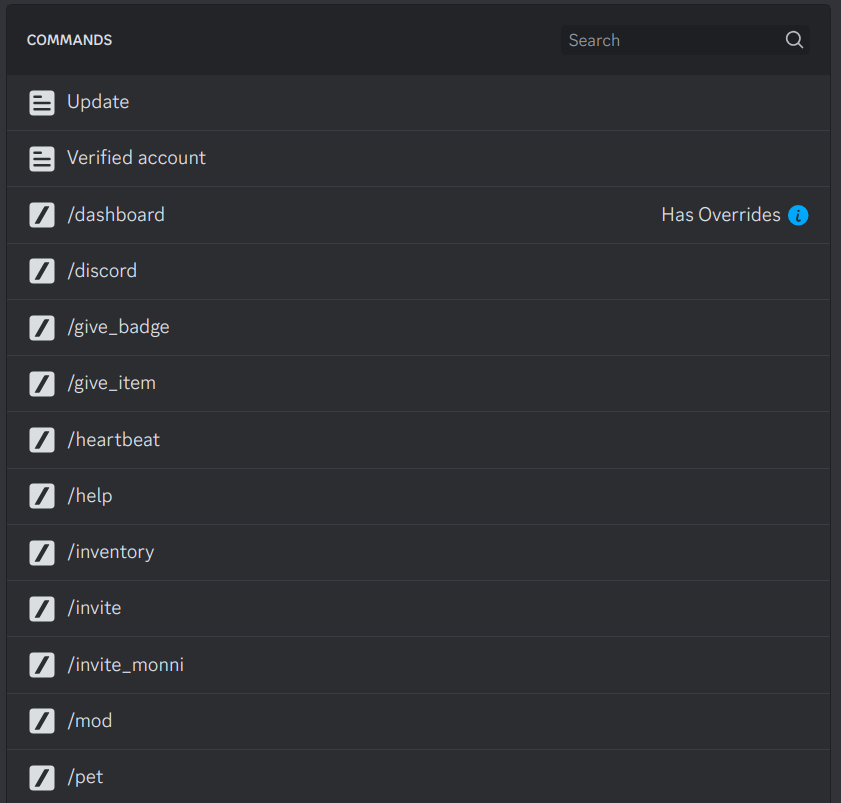 COMMANDS
Search
Update
Verified account
/dashboard
Has Overrides
/discord
/give_badge
/give_item
/heartbeat
/help
/inventory
/invite
/invite_monni
/mod
/pet